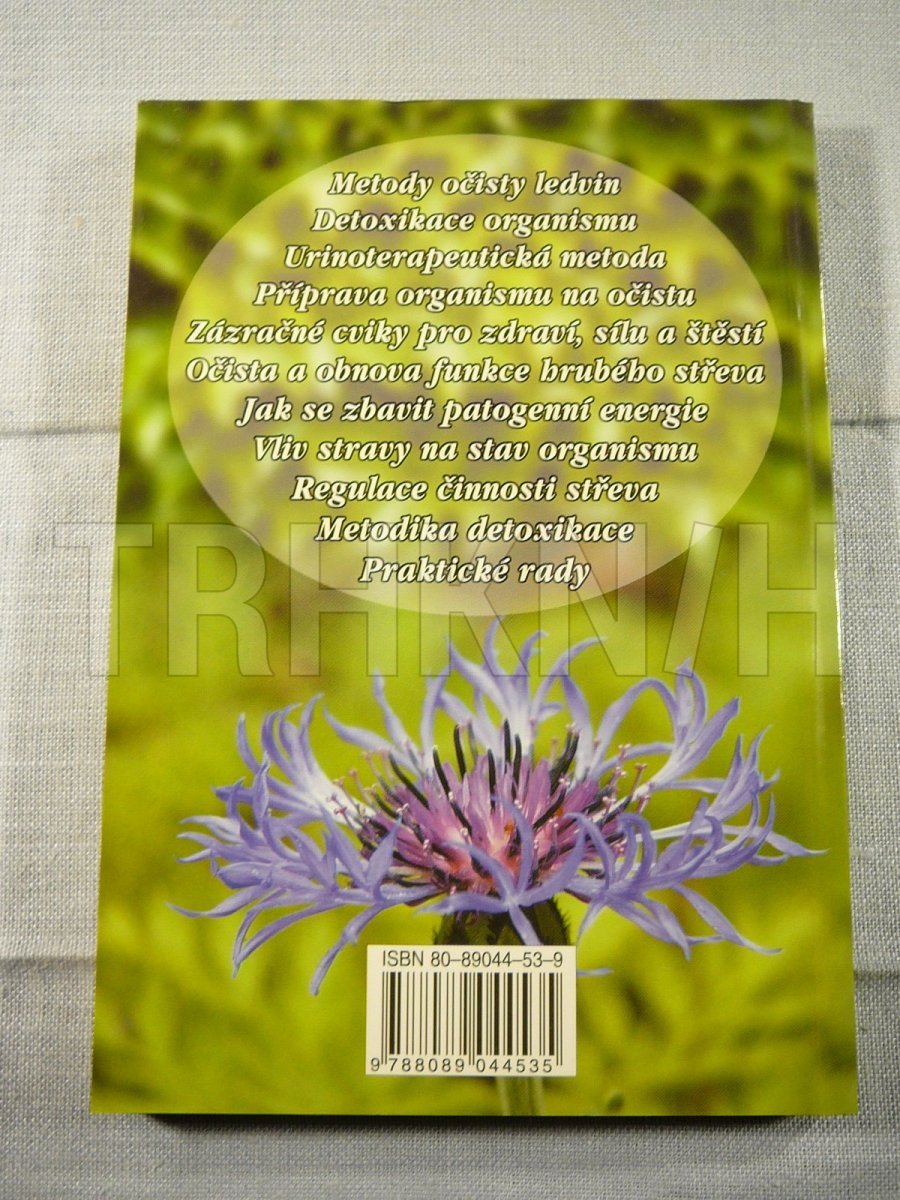 Metody očisty ledvin
Detoxikace organismu
Urinoterapeutická metoda
Příprava organismu na očistu
Zázračné cviky pro zdraví, sílu a štěstí
Očista a obnova funkce hrubého střeva
Jak se zbavit patogenní energie
Vliv stravy na stav organismu
Regulace činnosti střeva
Metodika detoxikace
Praktické rady
TRHKN/H
ISBN 80-89044-53-9
9 788089 044535